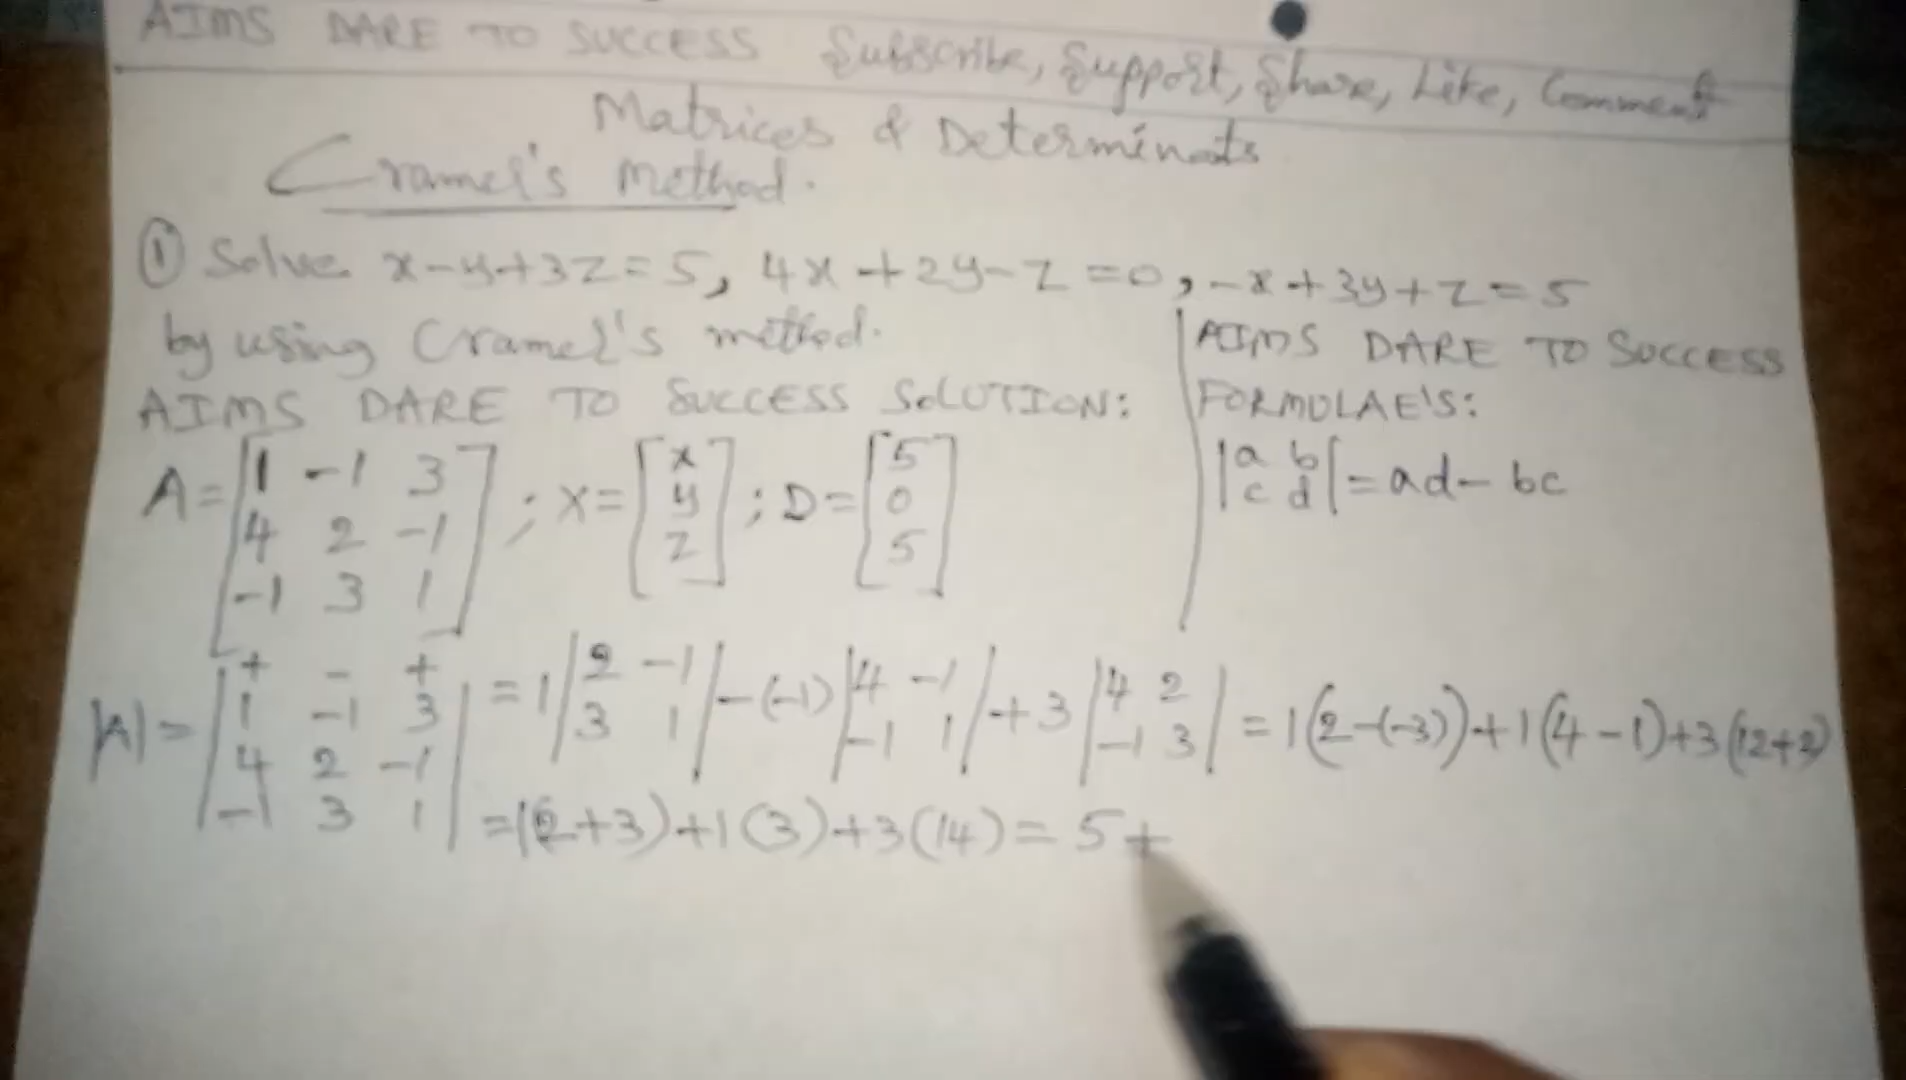 AIMS DARE TO SUCCESS Subscribe, Support, Share, Like, Comment
Matrices & Determinats
Cramel's method.
① Solve x-y+3z=5, 4x+2y-z=0, -x+3y+z=5
by using Cramel's method.
AIMS DARE TO SUCCESS SOLUTION:
A=[1 -1 3; X=[x; D=[5
4 2 -1 y 0
-1 3 1] z] 5]
AIMS DARE TO SUCCESS
FORMULAE'S:
|a b
c d|=ad-bc
+ - +
|A|=|1 -1 3
4 2 -1
-1 3 1|
=1|2 -1
3 1|-(-1)|4 -1
-1 1|+3|4 2
-1 3|=1(2-(-3))+1(4-1)+3(12+2)
=1(2+3)+1(3)+3(14)=5+